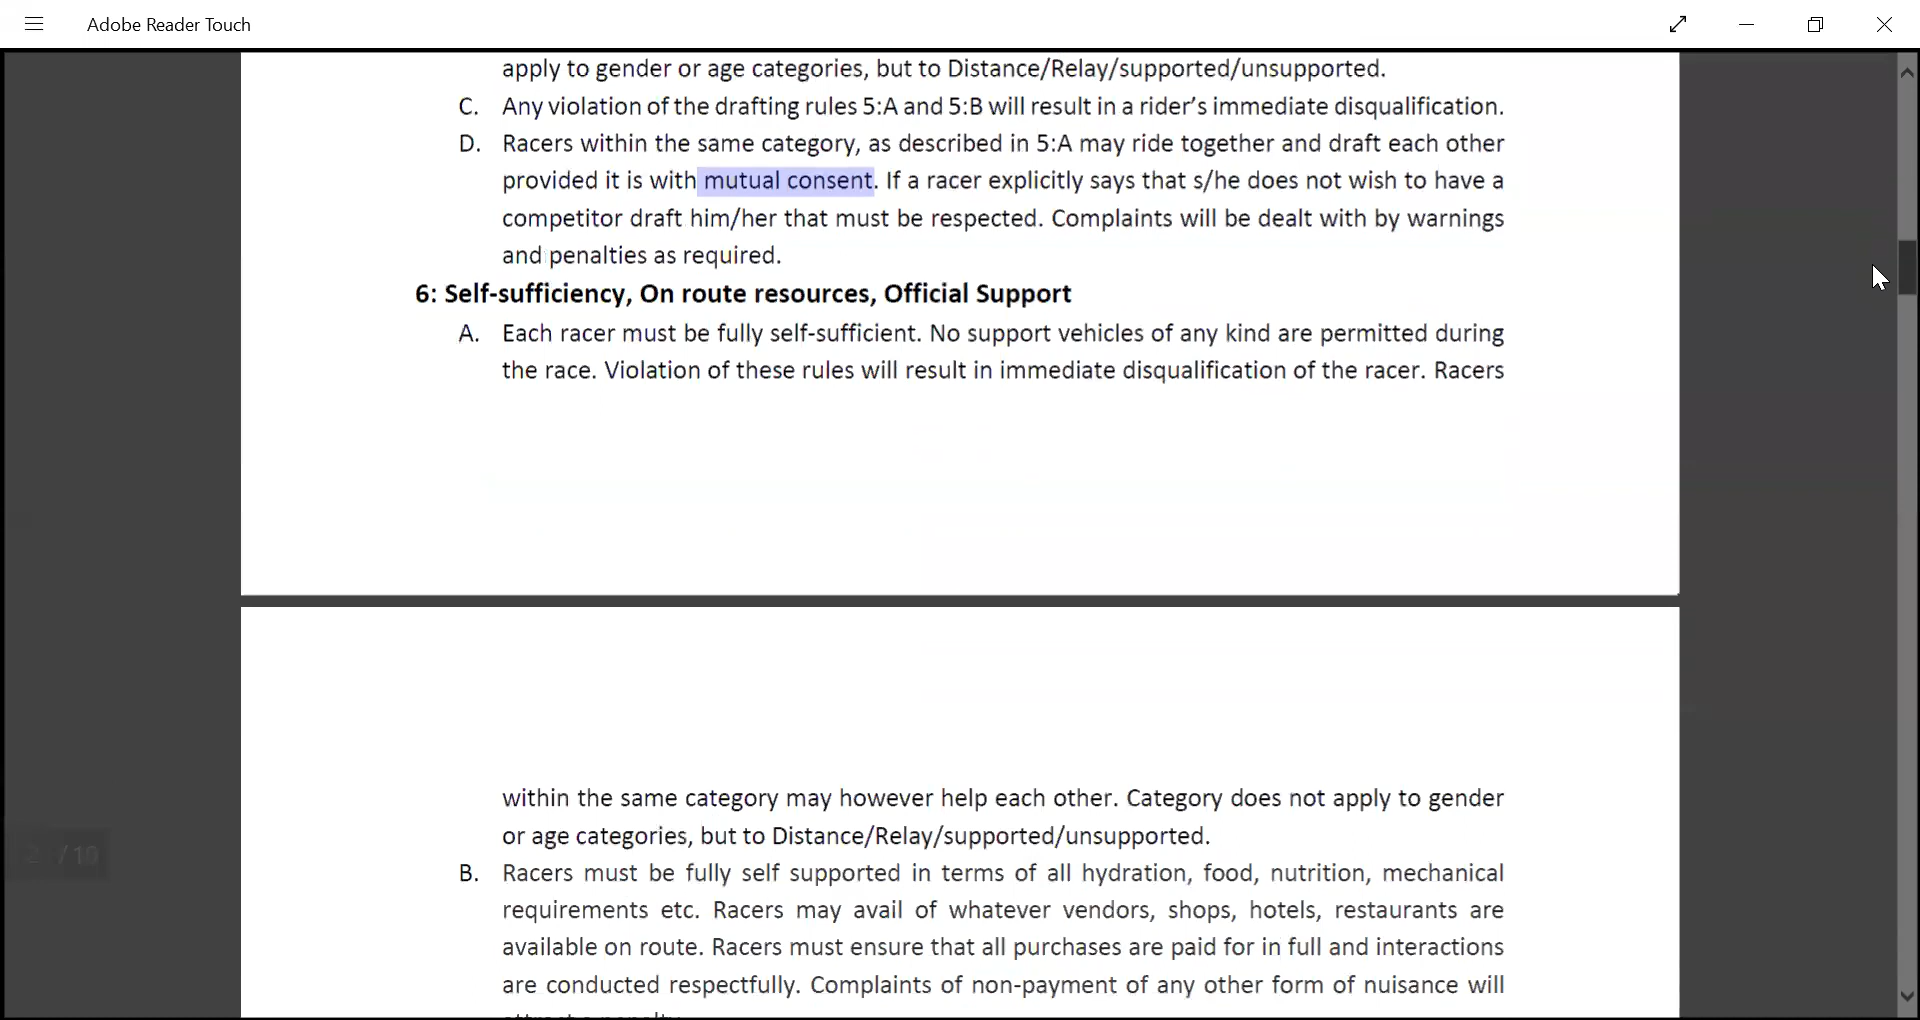 Adobe Reader Touch
apply to gender or age categories, but to Distance/Relay/supported/unsupported.
C. Any violation of the drafting rules 5:A and 5:B will result in a rider’s immediate disqualification.
D. Racers within the same category, as described in 5:A may ride together and draft each other
provided it is with mutual consent. If a racer explicitly says that s/he does not wish to have a
competitor draft him/her that must be respected. Complaints will be dealt with by warnings
and penalties as required.
6: Self-sufficiency, On route resources, Official Support
A. Each racer must be fully self-sufficient. No support vehicles of any kind are permitted during
the race. Violation of these rules will result in immediate disqualification of the racer. Racers
within the same category may however help each other. Category does not apply to gender
or age categories, but to Distance/Relay/supported/unsupported.
2 / 10
B. Racers must be fully self supported in terms of all hydration, food, nutrition, mechanical
requirements etc. Racers may avail of whatever vendors, shops, hotels, restaurants are
available on route. Racers must ensure that all purchases are paid for in full and interactions
are conducted respectfully. Complaints of non-payment of any other form of nuisance will